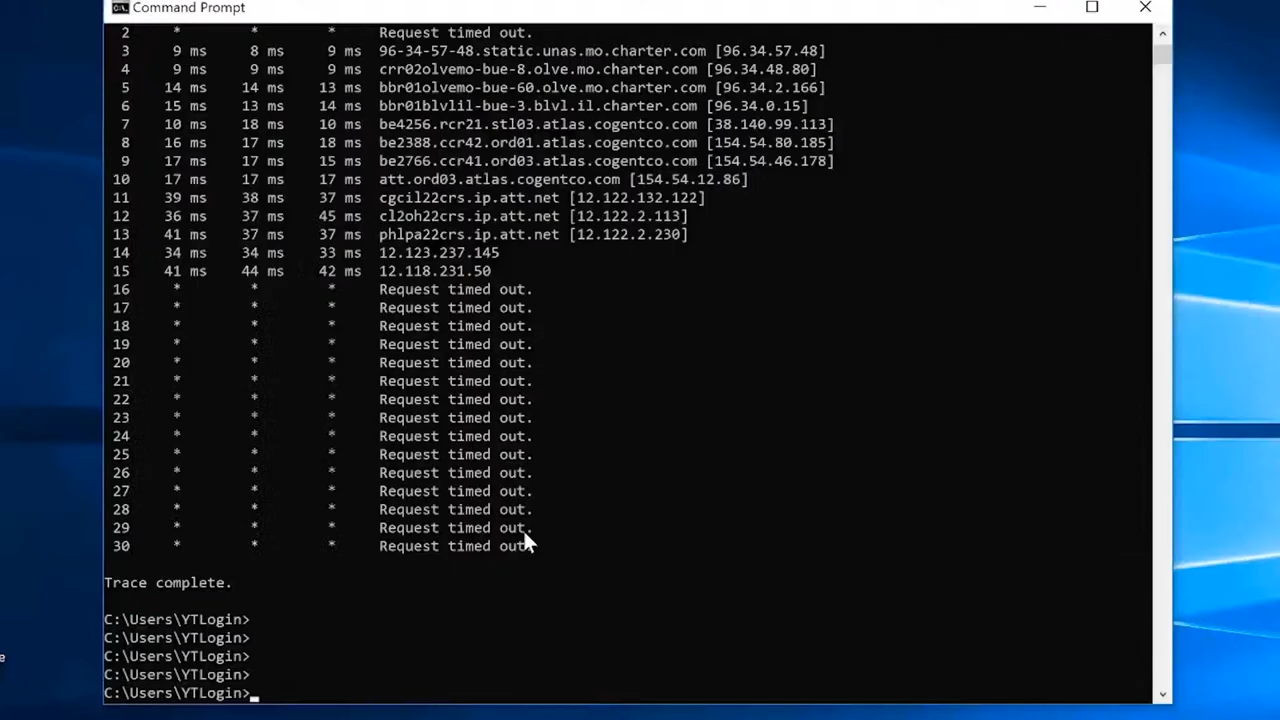 Command Prompt
2 * * * Request timed out.
3 9 ms 8 ms 9 ms 96-34-57-48.static.unas.mo.charter.com [96.34.57.48]
4 9 ms 9 ms 9 ms crr02olvemo-bue-8.olve.mo.charter.com [96.34.48.80]
5 14 ms 14 ms 13 ms bbr01olvemo-bue-60.olve.mo.charter.com [96.34.2.166]
6 15 ms 13 ms 14 ms bbr01blvlil-bue-3.blvl.il.charter.com [96.34.0.15]
7 10 ms 18 ms 10 ms be4256.rcr21.stl03.atlas.cogentco.com [38.140.99.113]
8 16 ms 17 ms 18 ms be2388.ccr42.ord01.atlas.cogentco.com [154.54.80.185]
9 17 ms 17 ms 15 ms be2766.ccr41.ord03.atlas.cogentco.com [154.54.46.178]
10 17 ms 17 ms 17 ms att.ord03.atlas.cogentco.com [154.54.12.86]
11 39 ms 38 ms 37 ms cgcil22crs.ip.att.net [12.122.132.122]
12 36 ms 37 ms 45 ms cl2oh22crs.ip.att.net [12.122.2.113]
13 41 ms 37 ms 37 ms phlpa22crs.ip.att.net [12.122.2.230]
14 34 ms 34 ms 33 ms 12.123.237.145
15 41 ms 44 ms 42 ms 12.118.231.50
16 * * * Request timed out.
17 * * * Request timed out.
18 * * * Request timed out.
19 * * * Request timed out.
20 * * * Request timed out.
21 * * * Request timed out.
22 * * * Request timed out.
23 * * * Request timed out.
24 * * * Request timed out.
25 * * * Request timed out.
26 * * * Request timed out.
27 * * * Request timed out.
28 * * * Request timed out.
29 * * * Request timed out.
30 * * * Request timed out.
Trace complete.
C:\Users\YTLogin>
C:\Users\YTLogin>
C:\Users\YTLogin>
C:\Users\YTLogin>
C:\Users\YTLogin>
e